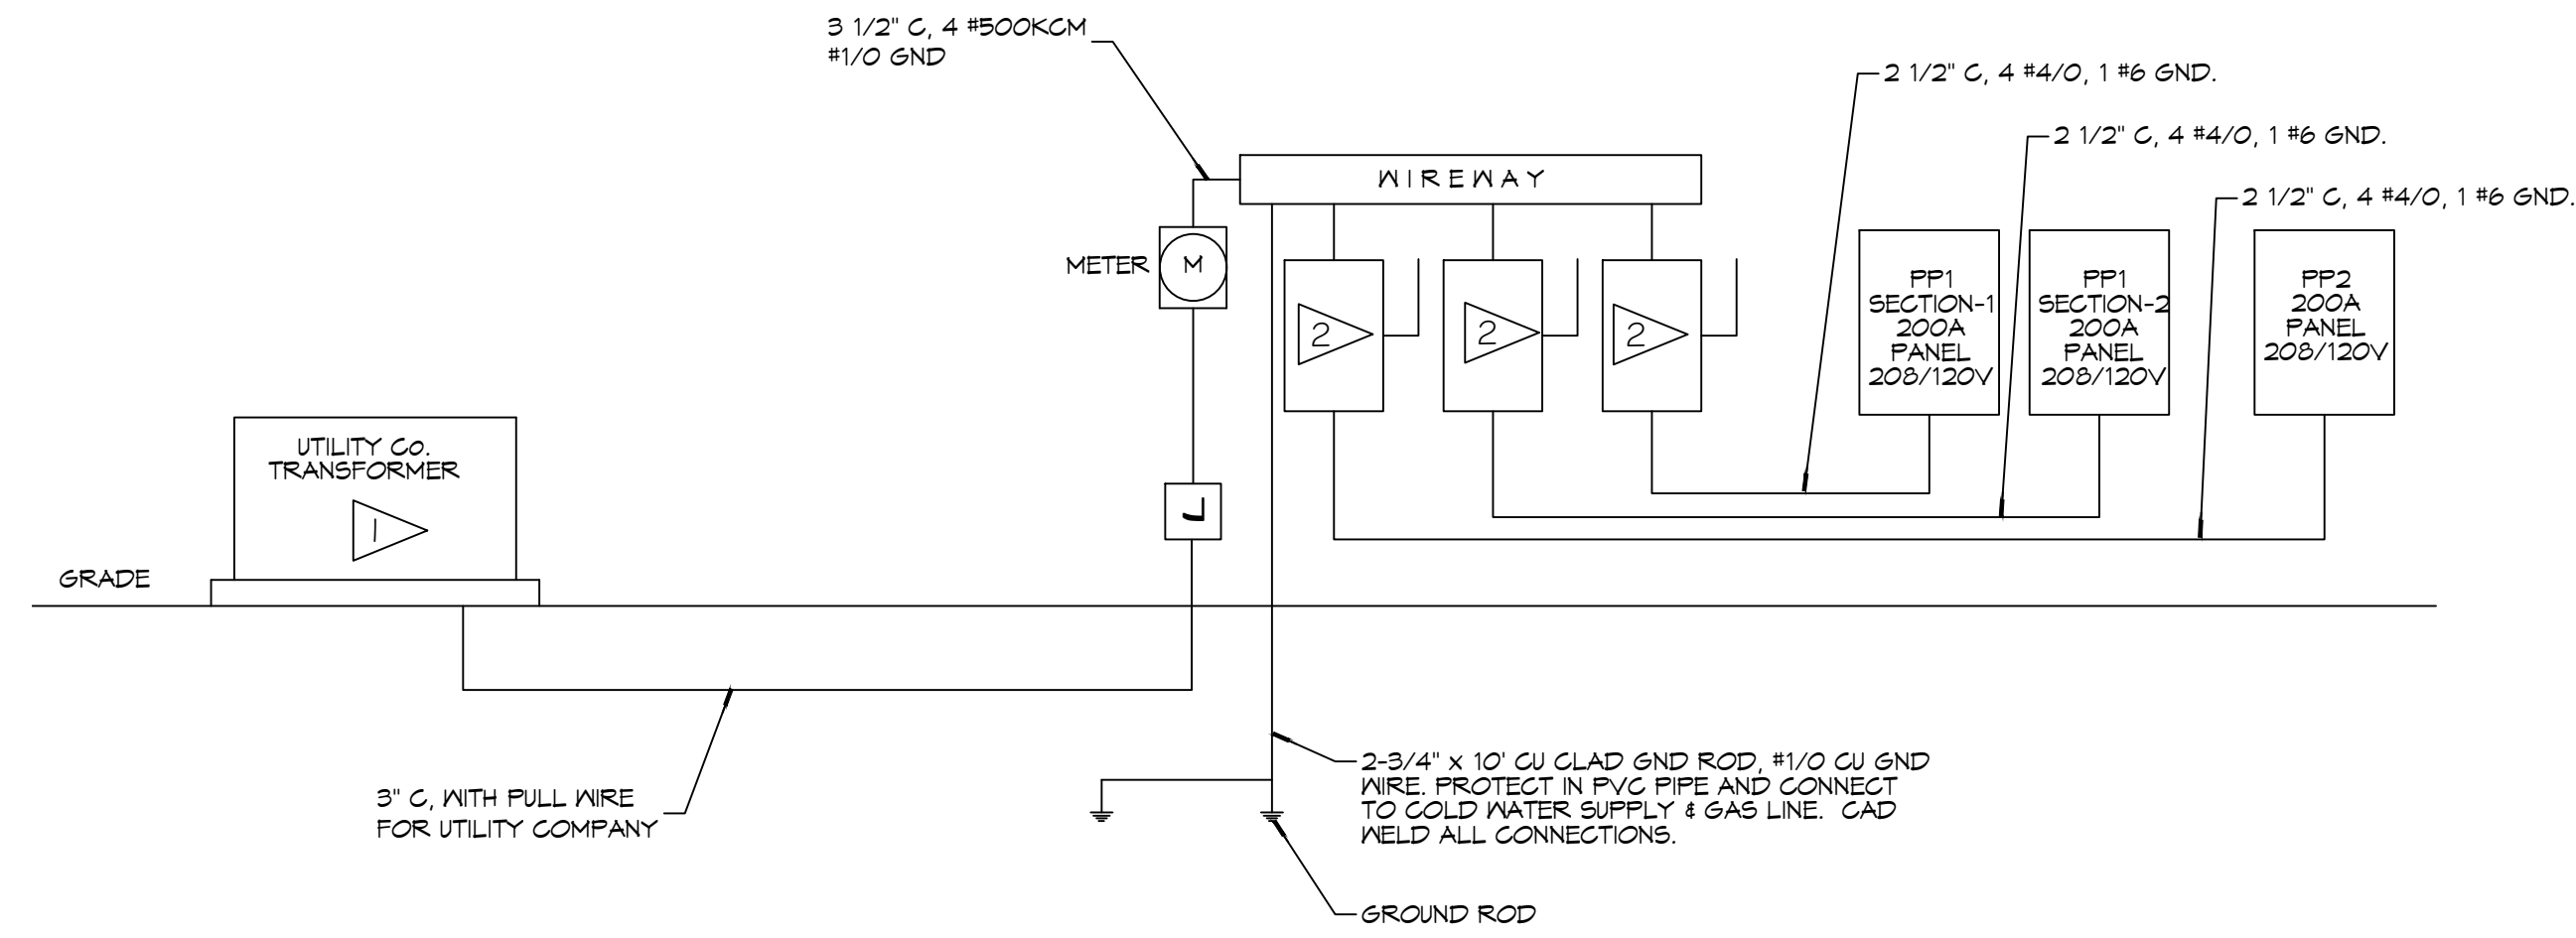 3 1/2" C, 4 #500KCM
#1/0 GND
2 1/2" C, 4 #4/0, 1 #6 GND.
2 1/2" C, 4 #4/0, 1 #6 GND.
2 1/2" C, 4 #4/0, 1 #6 GND.
WIREWAY
METER
M
2
2
2
PP1
SECTION-1
200A
PANEL
208/120V
PP1
SECTION-2
200A
PANEL
208/120V
PP2
200A
PANEL
208/120V
UTILITY CO.
TRANSFORMER
1
J
GRADE
3" C, WITH PULL WIRE
FOR UTILITY COMPANY
2-3/4" X 10' CU CLAD GND ROD, #1/0 CU GND
WIRE. PROTECT IN PVC PIPE AND CONNECT
TO COLD WATER SUPPLY & GAS LINE. CAD
WELD ALL CONNECTIONS.
GROUND ROD